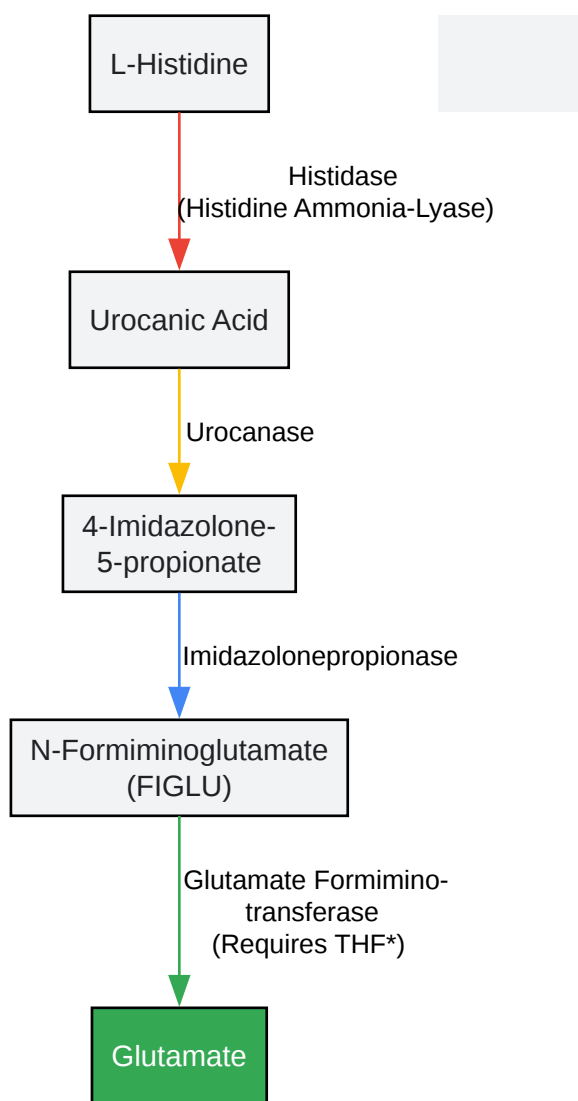 L-Histidine
Histidase
(Histidine Ammonia-Lyase)
Urocanic Acid
Urocanase
4-Imidazolone-
5-propionate
Imidazolonepropionase
N-Formiminoglutamate
(FIGLU)
Glutamate Formimino-
transferase
(Requires THF*)
Glutamate